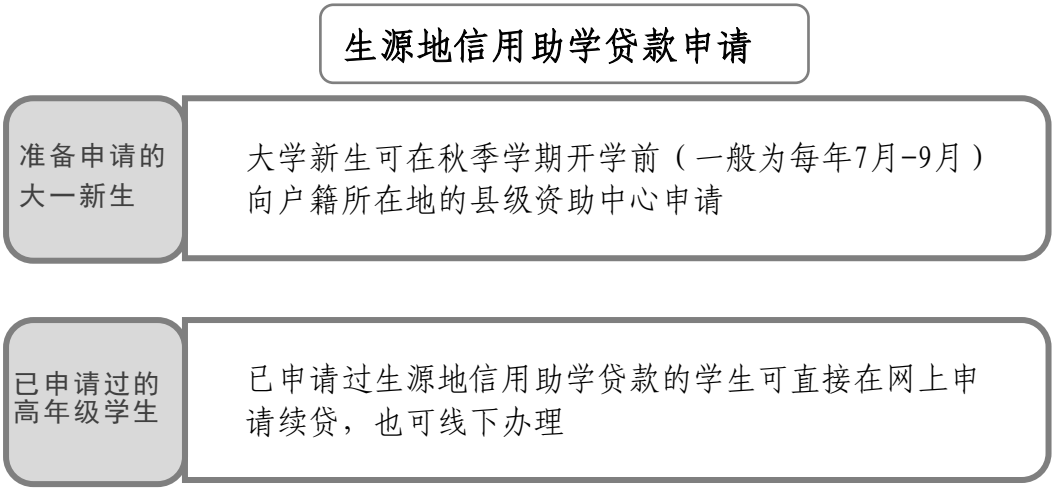 生源地信用助学贷款申请
准备申请的
大一新生
大学新生可在秋季学期开学前（一般为每年7月-9月）
向户籍所在地的县级资助中心申请
已申请过的
高年级学生
已申请过生源地信用助学贷款的学生可直接在网上申
请续贷，也可线下办理